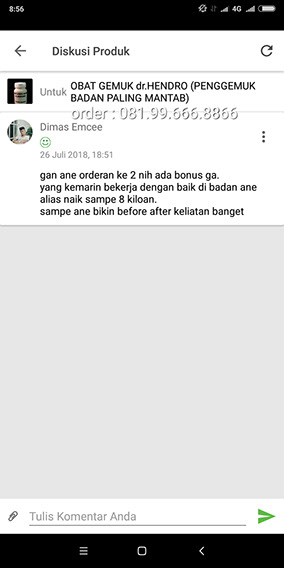 8:56
4G
Diskusi Produk
Untuk OBAT GEMUK dr.HENDRO (PENGGEMUK
BADAN PALING MANTAB)
order : 081.99.666.8866
Dimas Emcee
26 Juli 2018, 18:51
gan ane orderan ke 2 nih ada bonus ga.
yang kemarin bekerja dengan baik di badan ane
alias naik sampe 8 kiloan.
sampe ane bikin before after keliatan banget
Tulis Komentar Anda